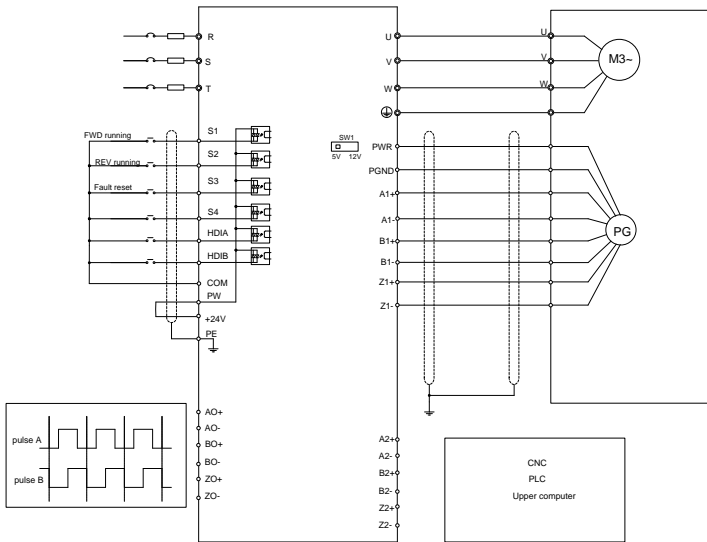 R
S
T
FWD running
S1
REV running
S2
Fault reset
S3
S4
HDIA
HDIB
COM
PW
+24V
PE
AO+
AO-
BO+
BO-
ZO+
ZO-
pulse A
pulse B
SW1
5V 12V
U
V
W
PWR
PGND
A1+
A1-
B1+
B1-
Z1+
Z1-
A2+
A2-
B2+
B2-
Z2+
Z2-
U
V
W
M3~
PG
CNC
PLC
Upper computer